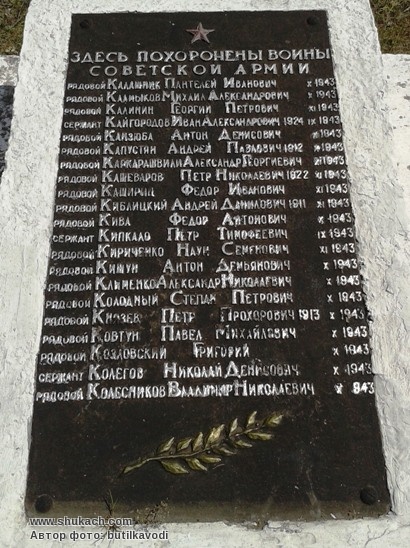 ЗДЕСЬ ПОХОРОНЕНЫ ВОИНЫ
СОВЕТСКОЙ АРМИИ
РЯДОВОЙ КАЛАШНИК ПАНТЕЛЕЙ ИВАНОВИЧ X 1943
РЯДОВОЙ КАЛМЫКОВ МИХАИЛ АЛЕКСАНДРОВИЧ X 1943
РЯДОВОЙ КАЛИНИН ГЕОРГИЙ ПЕТРОВИЧ XI 1943
СЕРЖАНТ КАЙГОРОДОВ ИВАН АЛЕКСАНДРОВИЧ 1924 IX 1943
РЯДОВОЙ КАНЗЮБА АНТОН ДЕНИСОВИЧ X 1943
РЯДОВОЙ КАПУСТЯН АНДРЕЙ ПАВЛОВИЧ 1912 X 1943
РЯДОВОЙ КАРКАРАШВИЛИ АЛЕКСАНДР ГЕОРГИЕВИЧ XI 1943
РЯДОВОЙ КАШЕВАРОВ ПЕТР НИКОЛАЕВИЧ 1922 XI 1943
РЯДОВОЙ КАШИРИН ФЕДОР ИВАНОВИЧ XI 1943
РЯДОВОЙ КИБЛИЦКИЙ АНДРЕЙ ДАНИЛОВИЧ 1911 XI 1943
РЯДОВОЙ КИВА ФЕДОР АНТОНОВИЧ X 1943
СЕРЖАНТ КИПКАЛО ПЕТР ТИМОФЕЕВИЧ IX 1943
РЯДОВОЙ КИРИЧЕНКО НАУМ СЕМЕНОВИЧ XI 1943
РЯДОВОЙ КИШУН АНТОН ДЕМЬЯНОВИЧ X 1943
РЯДОВОЙ КЛИМЕНКО АЛЕКСАНДР НИКОЛАЕВИЧ X 1943
РЯДОВОЙ КОЛОДНЫЙ СТЕПАН ПЕТРОВИЧ X 1943
РЯДОВОЙ КНЯЗЕВ ПЕТР ПРОХОРОВИЧ 1913 X 1943
РЯДОВОЙ КОВТУН ПАВЕЛ МИХАЙЛОВИЧ X 1943
РЯДОВОЙ КОЗЛОВСКИЙ ГРИГОРИЙ X 1943
СЕРЖАНТ КОЛЕГОВ НИКОЛАЙ ДЕНИСОВИЧ X 1943
РЯДОВОЙ КОЛЕСНИКОВ ВЛАДИМИР НИКОЛАЕВИЧ X 943
www.shukach.com
Автор фото: butilkavodi